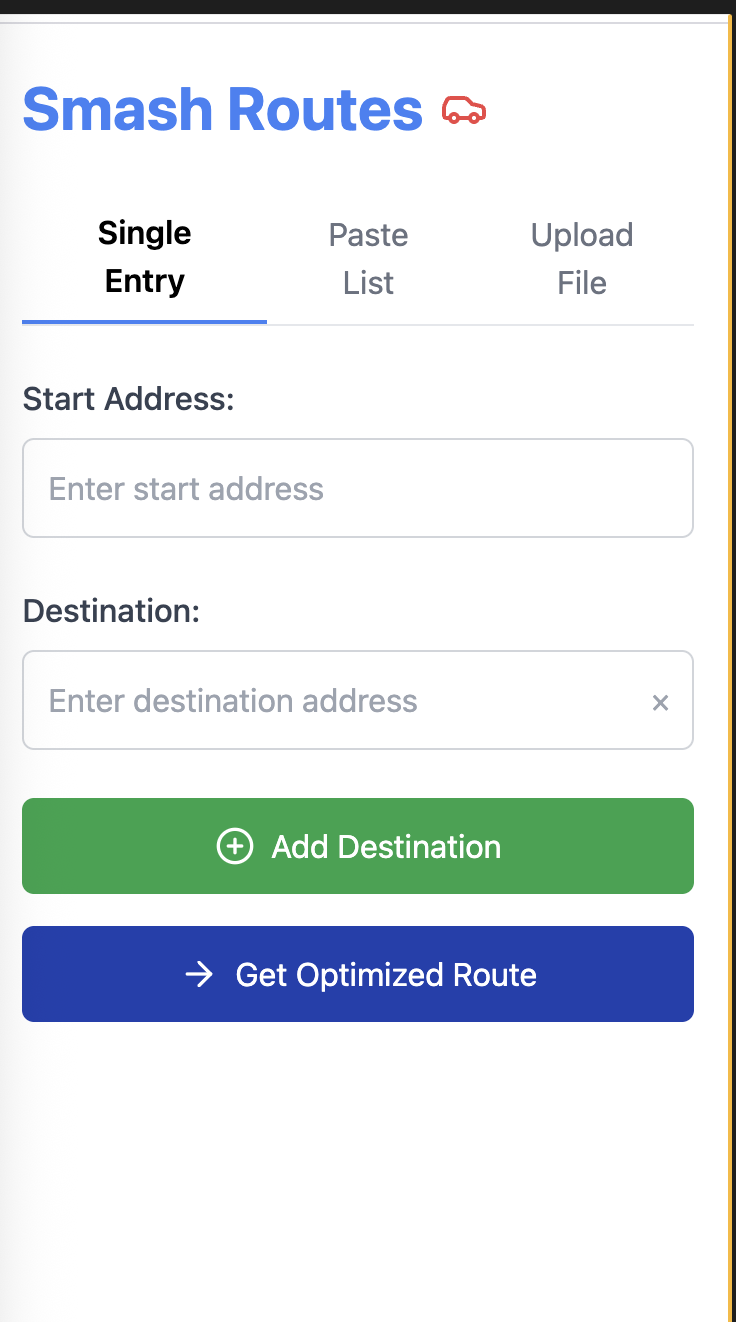 Smash Routes
Single
Entry
Paste
List
Upload
File
Start Address:
Enter start address
Destination:
Enter destination address
×
Add Destination
Get Optimized Route